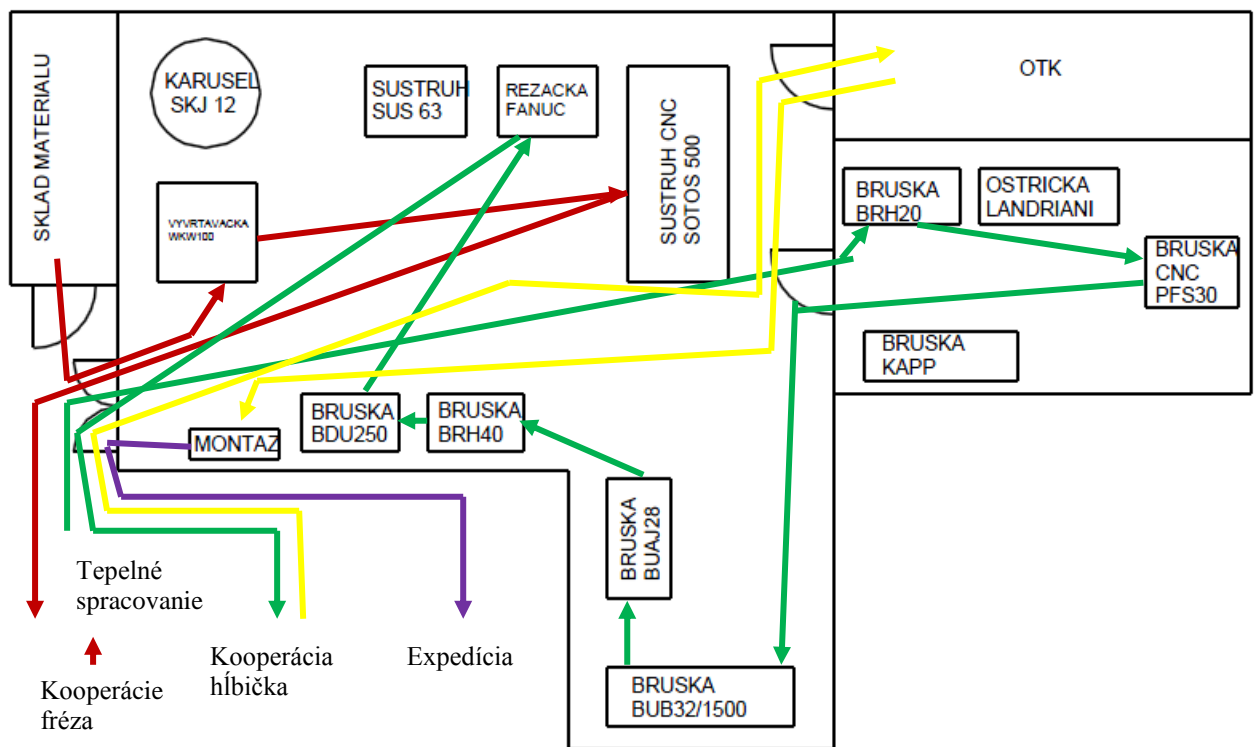 SKLAD MATERIALU
KARUSEL
SKJ 12
SUSTRUH
SUS 63
REZACKA
FANUC
SUSTRUH CNC
SOTOS 500
OTK
VYVRTAVACKA
WKW100
BRUSKA
BRH20
OSTRICKA
LANDRIANI
BRUSKA
CNC
PFS30
BRUSKA
KAPP
MONTAZ
BRUSKA
BDU250
BRUSKA
BRH40
BRUSKA
BUAJ28
BRUSKA
BUB32/1500
Tepelné
spracovanie
Kooperácie
fréza
Kooperácia
hĺbička
Expedícia